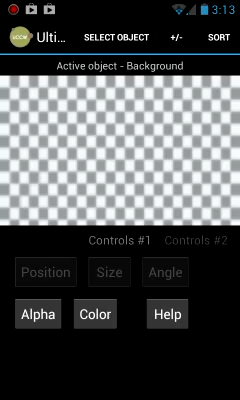 3:13
UCCW Ulti... SELECT OBJECT +/- SORT
Active object - Background
Controls #1 Controls #2
Position Size Angle
Alpha Color Help